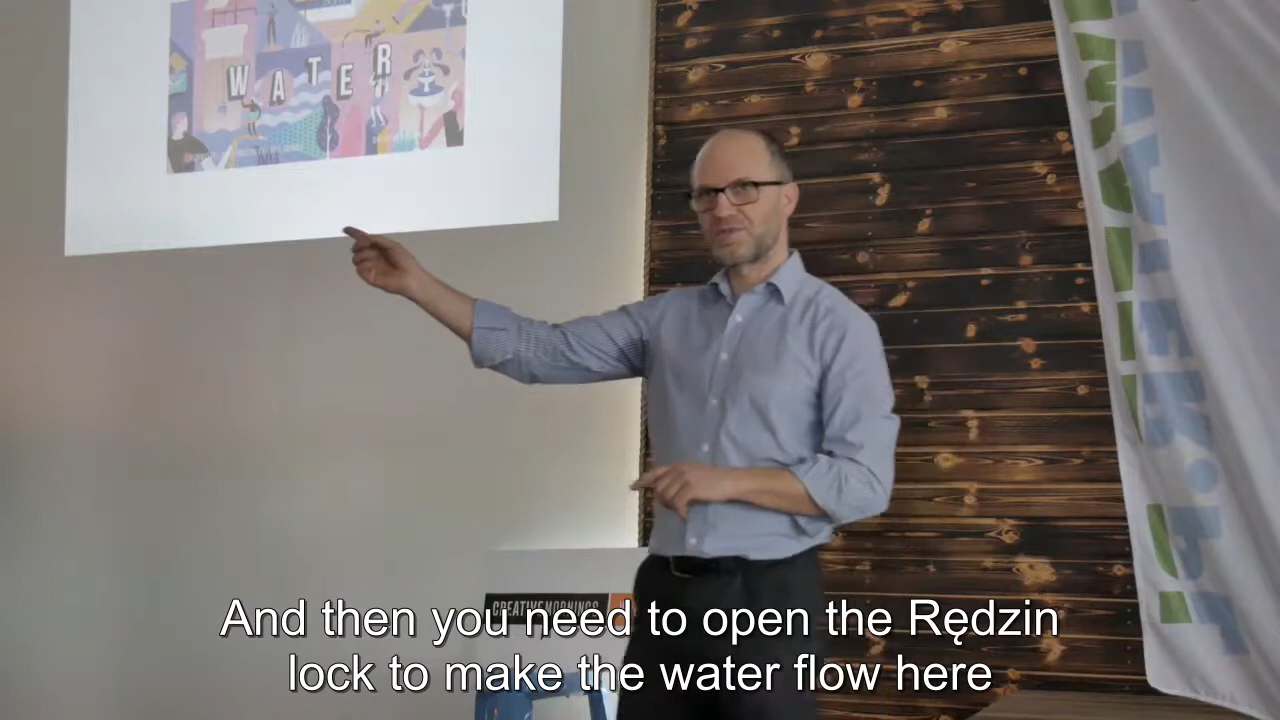 WATER
CREATIVEMORNINGS
And then you need to open the Rędzin
lock to make the water flow here